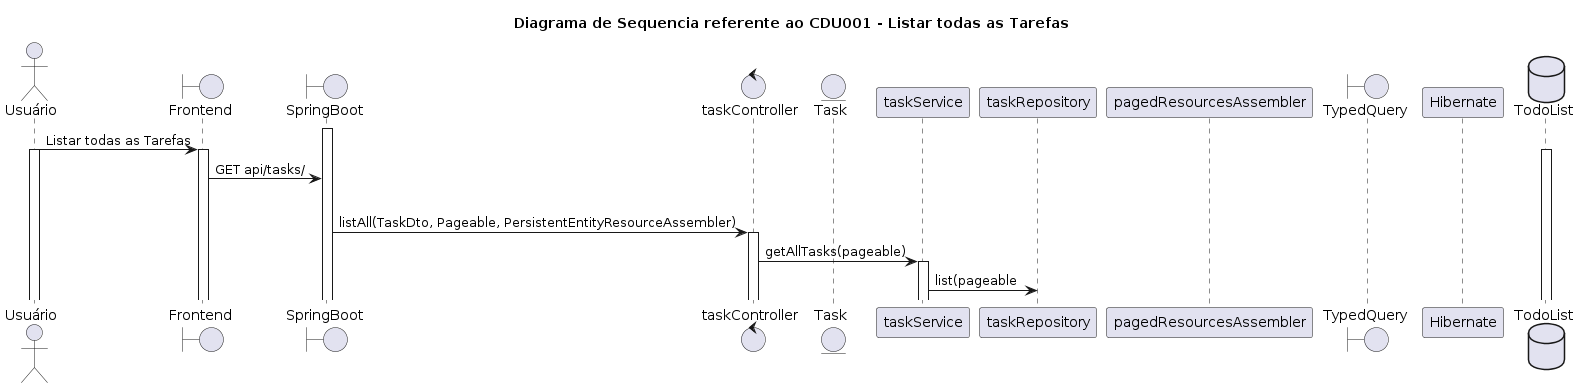 Diagrama de Sequencia referente ao CDU001 - Listar todas as Tarefas
Usuário
Frontend
SpringBoot
taskController
Task
taskService
taskRepository
pagedResourcesAssembler
TypedQuery
Hibernate
TodoList
Listar todas as Tarefas
GET api/tasks/
listAll(TaskDto, Pageable, PersistentEntityResourceAssembler)
getAllTasks(pageable)
list(pageable
Usuário
Frontend
SpringBoot
taskController
Task
taskService
taskRepository
pagedResourcesAssembler
TypedQuery
Hibernate
TodoList